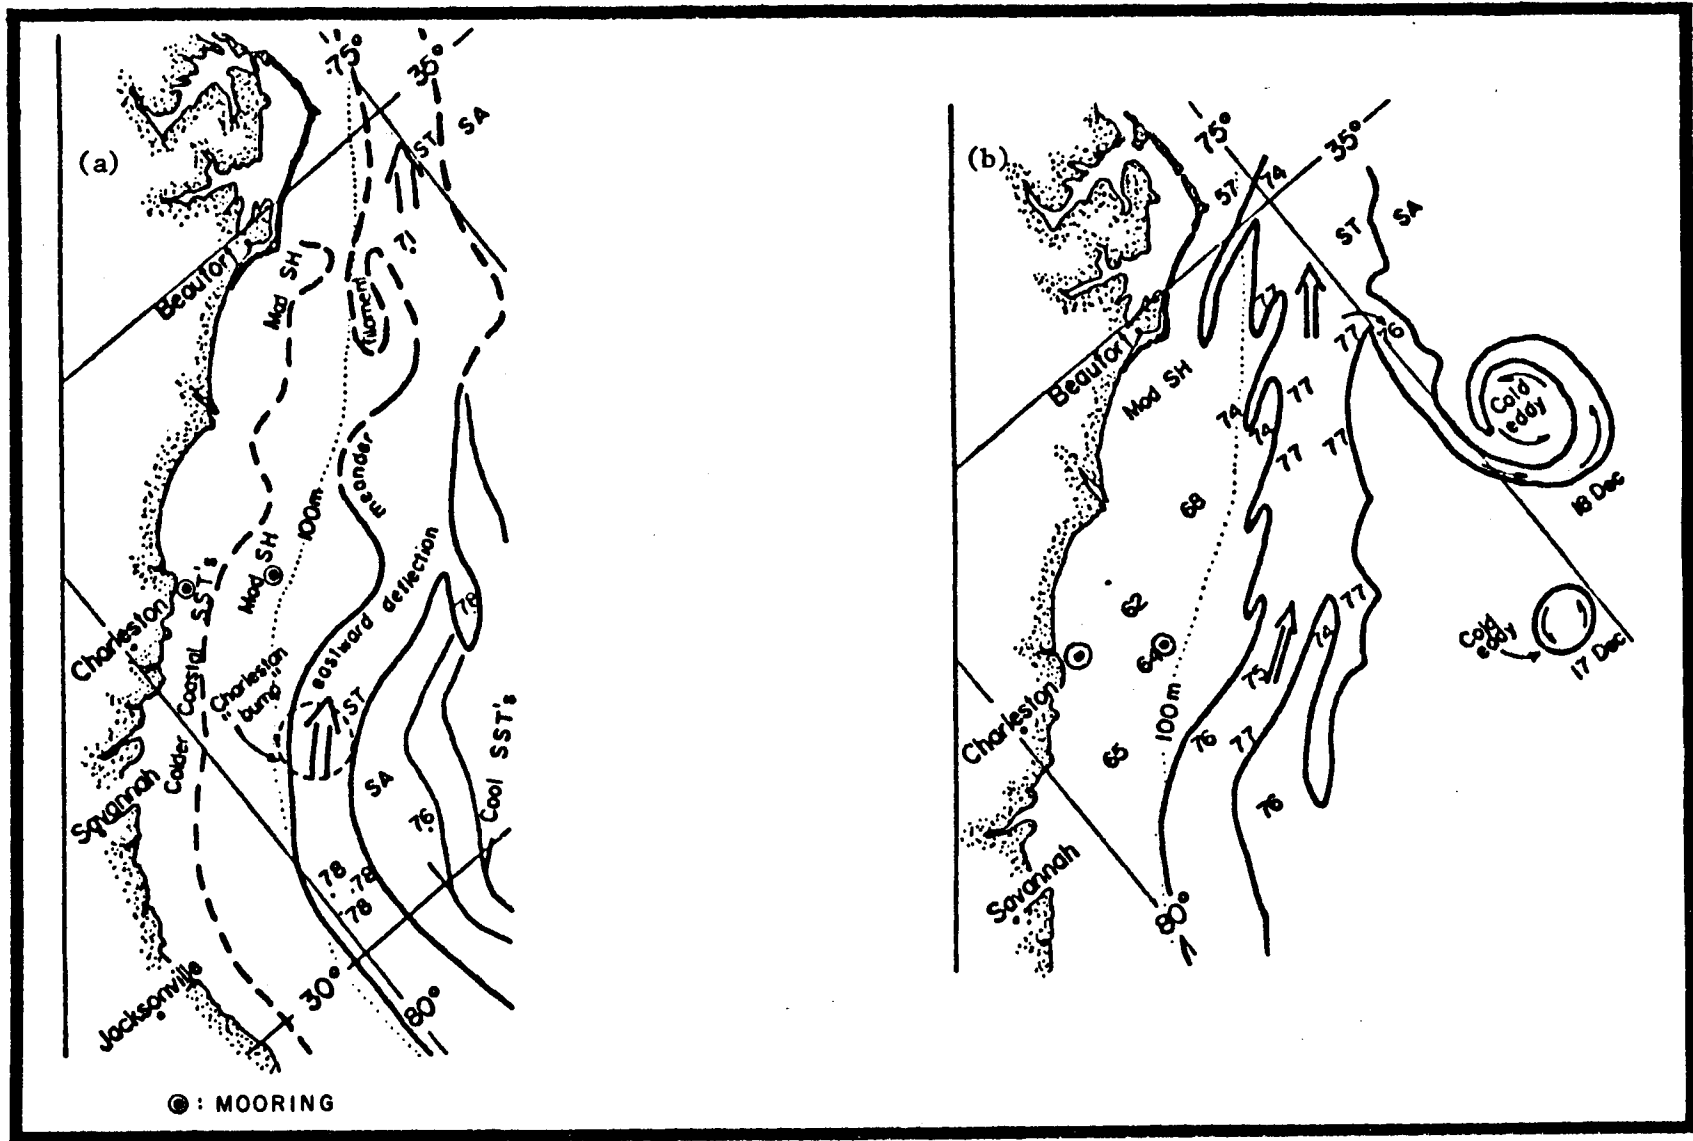 (a)
75°
35°
ST
SA
71
Beaufort
Mod SH
filament
meander
100m
Mod SH
Charleston
Colder Coastal SST's
"Charleston
bump"
eastward deflection
78
ST
SA
76
Cool SST's
Savannah
78
78
78
30°
80°
Jacksonville
: MOORING
(b)
75°
35°
57
74
ST
SA
77
77
76
Beaufort
Mod SH
74
74
77
77
77
Cold
eddy
18 Dec
68
62
64
77
74
75
Cold
eddy
17 Dec
Charleston
100m
65
76
77
76
Savannah
80°